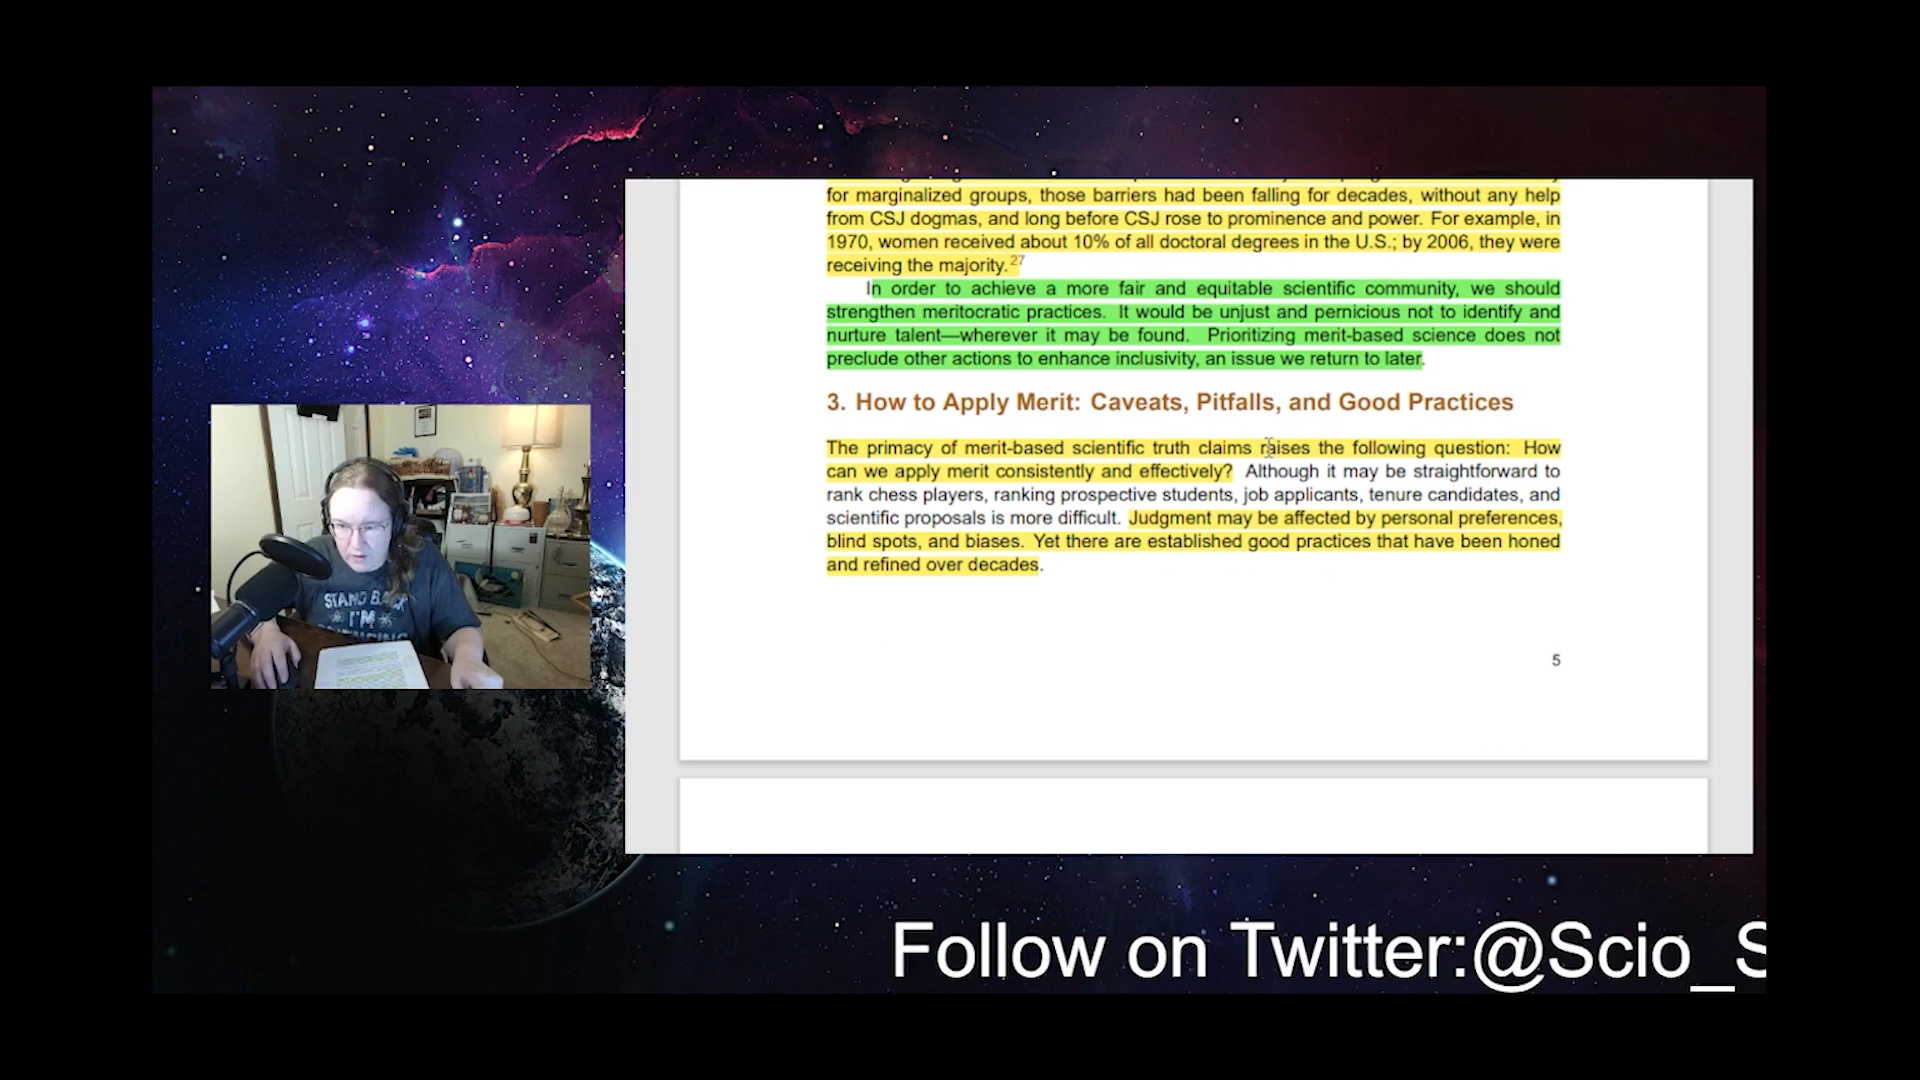 for marginalized groups, those barriers had been falling for decades, without any help
from CSJ dogmas, and long before CSJ rose to prominence and power. For example, in
1970, women received about 10% of all doctoral degrees in the U.S.; by 2006, they were
receiving the majority.27
In order to achieve a more fair and equitable scientific community, we should
strengthen meritocratic practices. It would be unjust and pernicious not to identify and
nurture talent—wherever it may be found. Prioritizing merit-based science does not
preclude other actions to enhance inclusivity, an issue we return to later.
3. How to Apply Merit: Caveats, Pitfalls, and Good Practices
The primacy of merit-based scientific truth claims raises the following question: How
can we apply merit consistently and effectively? Although it may be straightforward to
rank chess players, ranking prospective students, job applicants, tenure candidates, and
scientific proposals is more difficult. Judgment may be affected by personal preferences,
blind spots, and biases. Yet there are established good practices that have been honed
and refined over decades.
5
STAND BACK
I'M
Follow on Twitter:@Scio_S